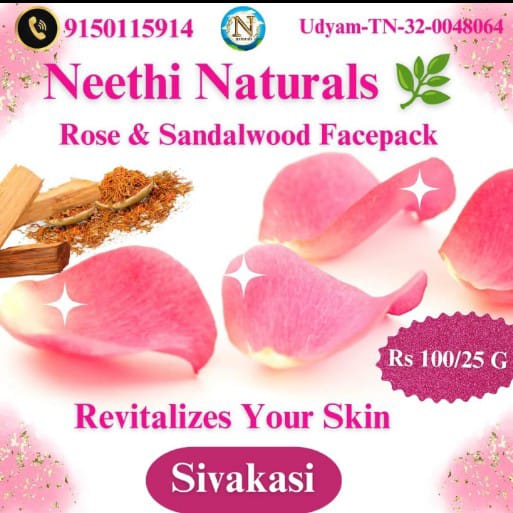 9150115914
N
Udyam-TN-32-0048064
Neethi Naturals
Rose & Sandalwood Facepack
Rs 100/25 G
Revitalizes Your Skin
Sivakasi